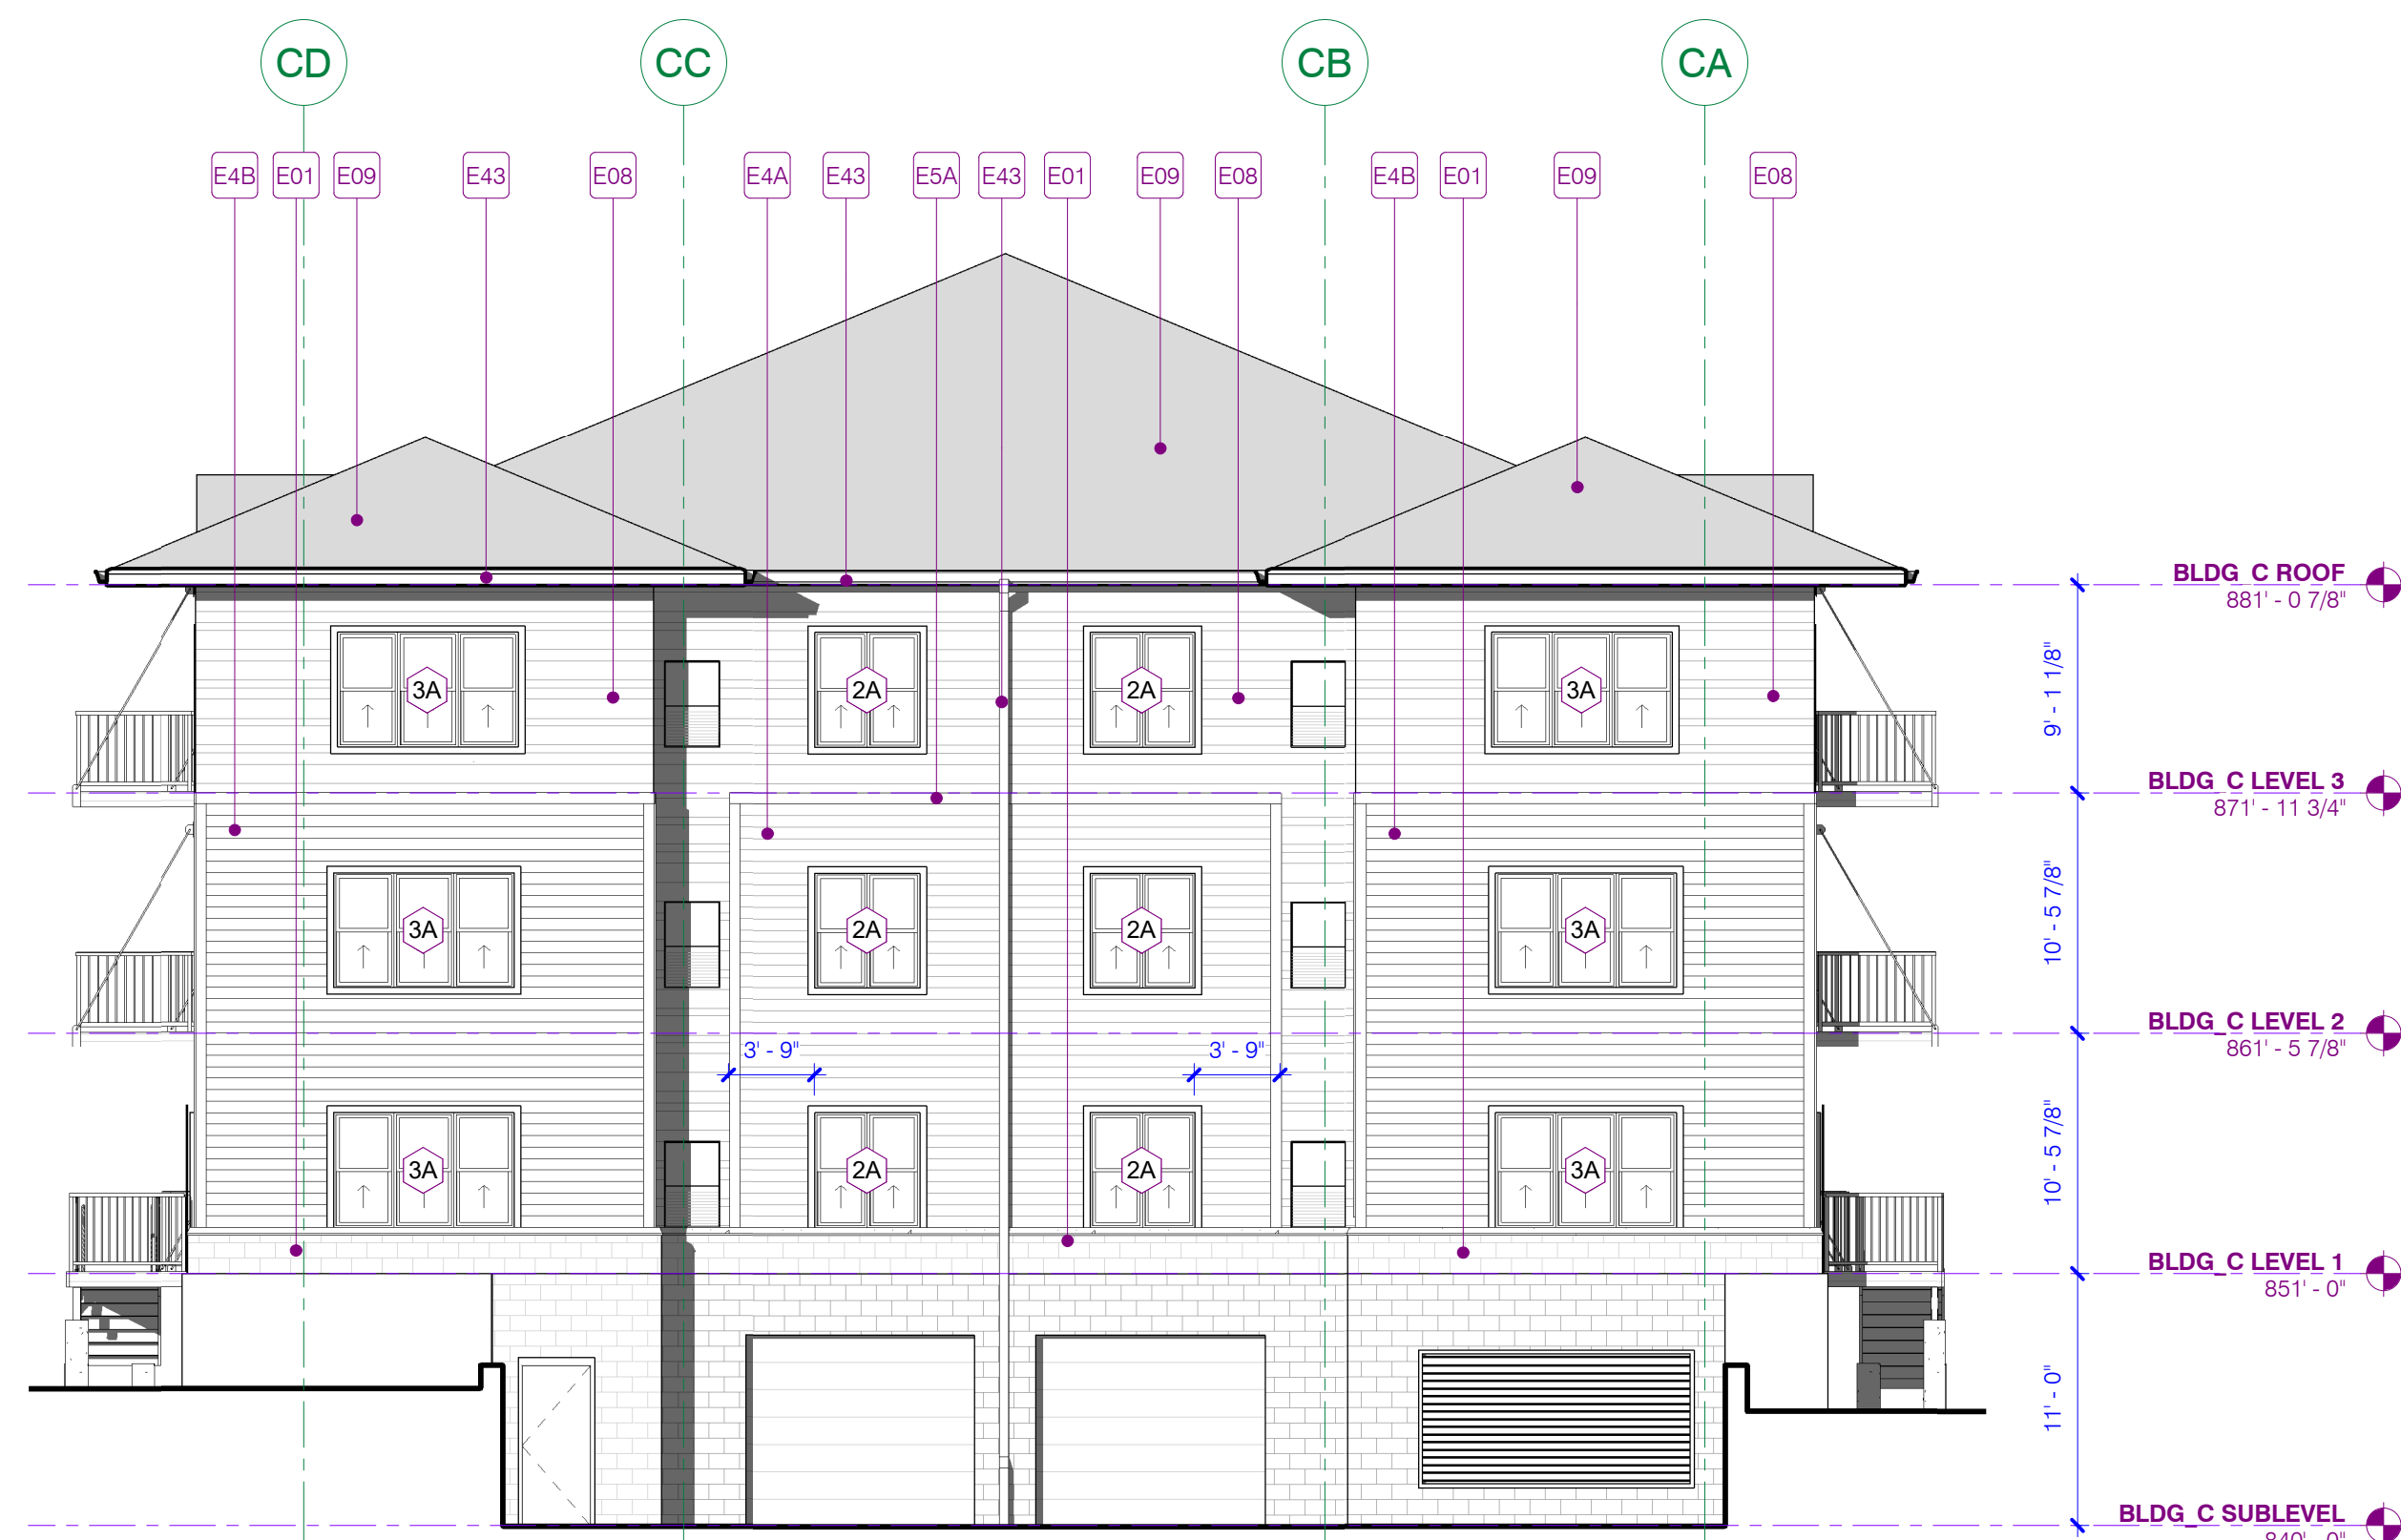 CD
CC
CB
CA
E4B
E01
E09
E43
E08
E4A
E43
E5A
E43
E01
E09
E08
E4B
E01
E09
E08
BLDG_C ROOF
881' - 0 7/8"
9' - 1 1/8"
3A
2A
2A
3A
BLDG_C LEVEL 3
871' - 11 3/4"
10' - 5 7/8"
3A
2A
2A
3A
BLDG_C LEVEL 2
861' - 5 7/8"
3' - 9"
3' - 9"
10' - 5 7/8"
3A
2A
2A
3A
BLDG_C LEVEL 1
851' - 0"
11' - 0"
BLDG_C SUBLEVEL
840' - 0"